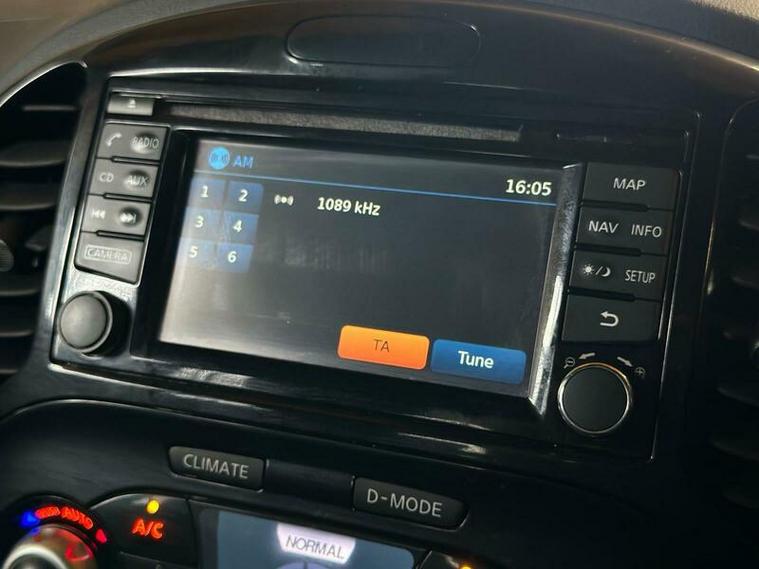 RADIO
CD AUX
CAMERA
AM
16:05
1 2
1089 kHz
3 4
5 6
TA
Tune
MAP
NAV INFO
SETUP
CLIMATE
D-MODE
AUTO
A/C
NORMAL